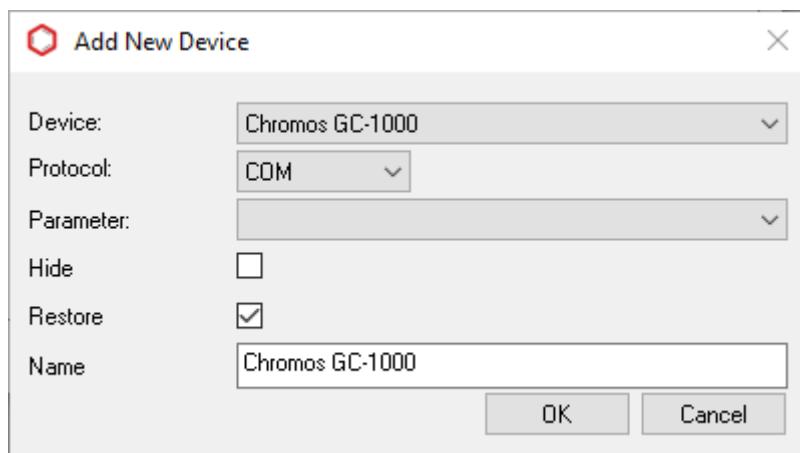 Add New Device
Device: Chromos GC-1000
Protocol: COM
Parameter:
Hide
Restore
Name Chromos GC-1000
OK Cancel